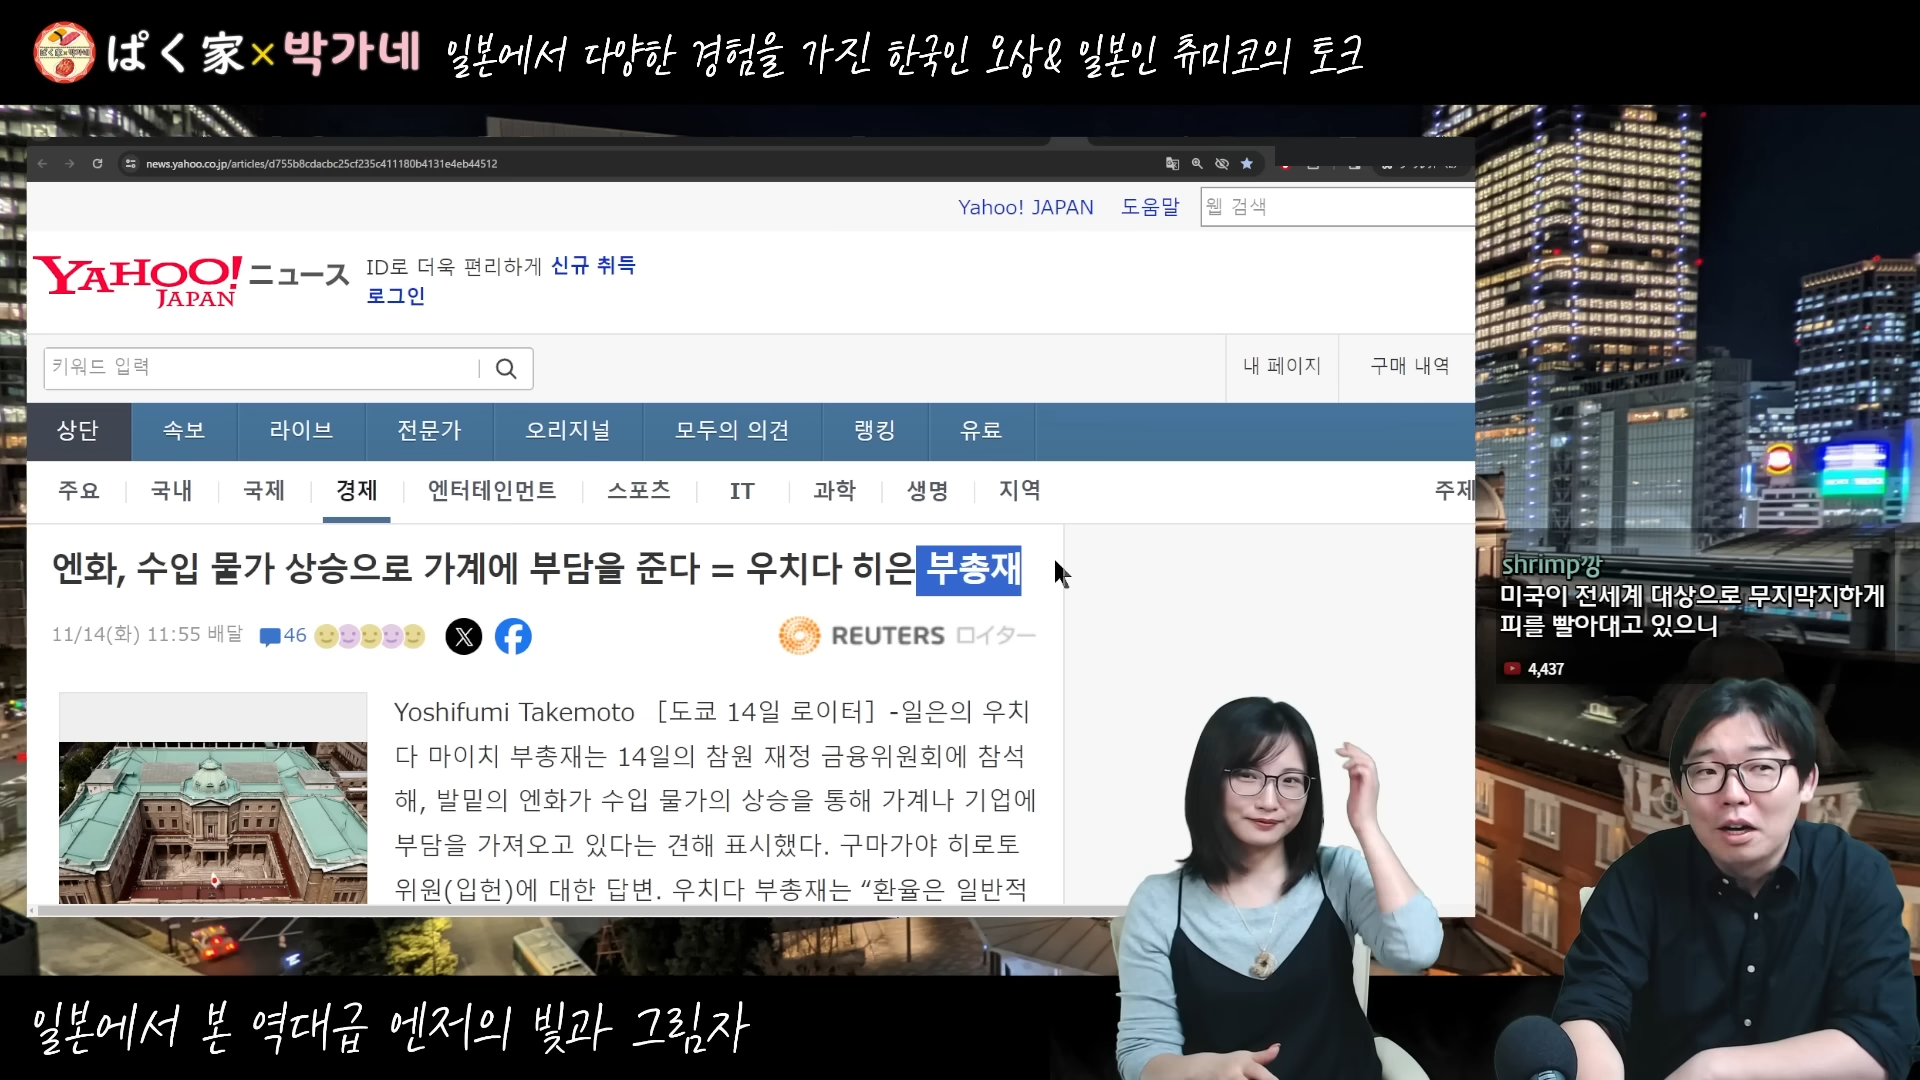 ぱく家×박가네 일본에서 다양한 경험을 가진 한국인 오상& 일본인 츄미코의 토크
news.yahoo.co.jp/articles/d755b8cdacbc25cf235c411180b4131e4eb44512
Yahoo! JAPAN 도움말 웹 검색
YAHOO! JAPAN ニュース ID로 더욱 편리하게 신규 취득
로그인
키워드 입력 내 페이지 구매 내역
상단 속보 라이브 전문가 오리지널 모두의 의견 랭킹 유료
주요 국내 국제 경제 엔터테인먼트 스포츠 IT 과학 생명 지역 주제
엔화, 수입 물가 상승으로 가계에 부담을 준다 = 우치다 히은 부총재
11/14(화) 11:55 배달 46 REUTERS ロイター
Yoshifumi Takemoto ［도쿄 14일 로이터］-일은의 우치
다 마이치 부총재는 14일의 참원 재정 금융위원회에 참석
해, 발밑의 엔화가 수입 물가의 상승을 통해 가계나 기업에
부담을 가져오고 있다는 견해 표시했다. 구마가야 히로토
위원(입헌)에 대한 답변. 우치다 부총재는 “환율은 일반적
shrimp깡
미국이 전세계 대상으로 무지막지하게
피를 빨아대고 있으니
4,437
일본에서 본 역대급 엔저의 빛과 그림자